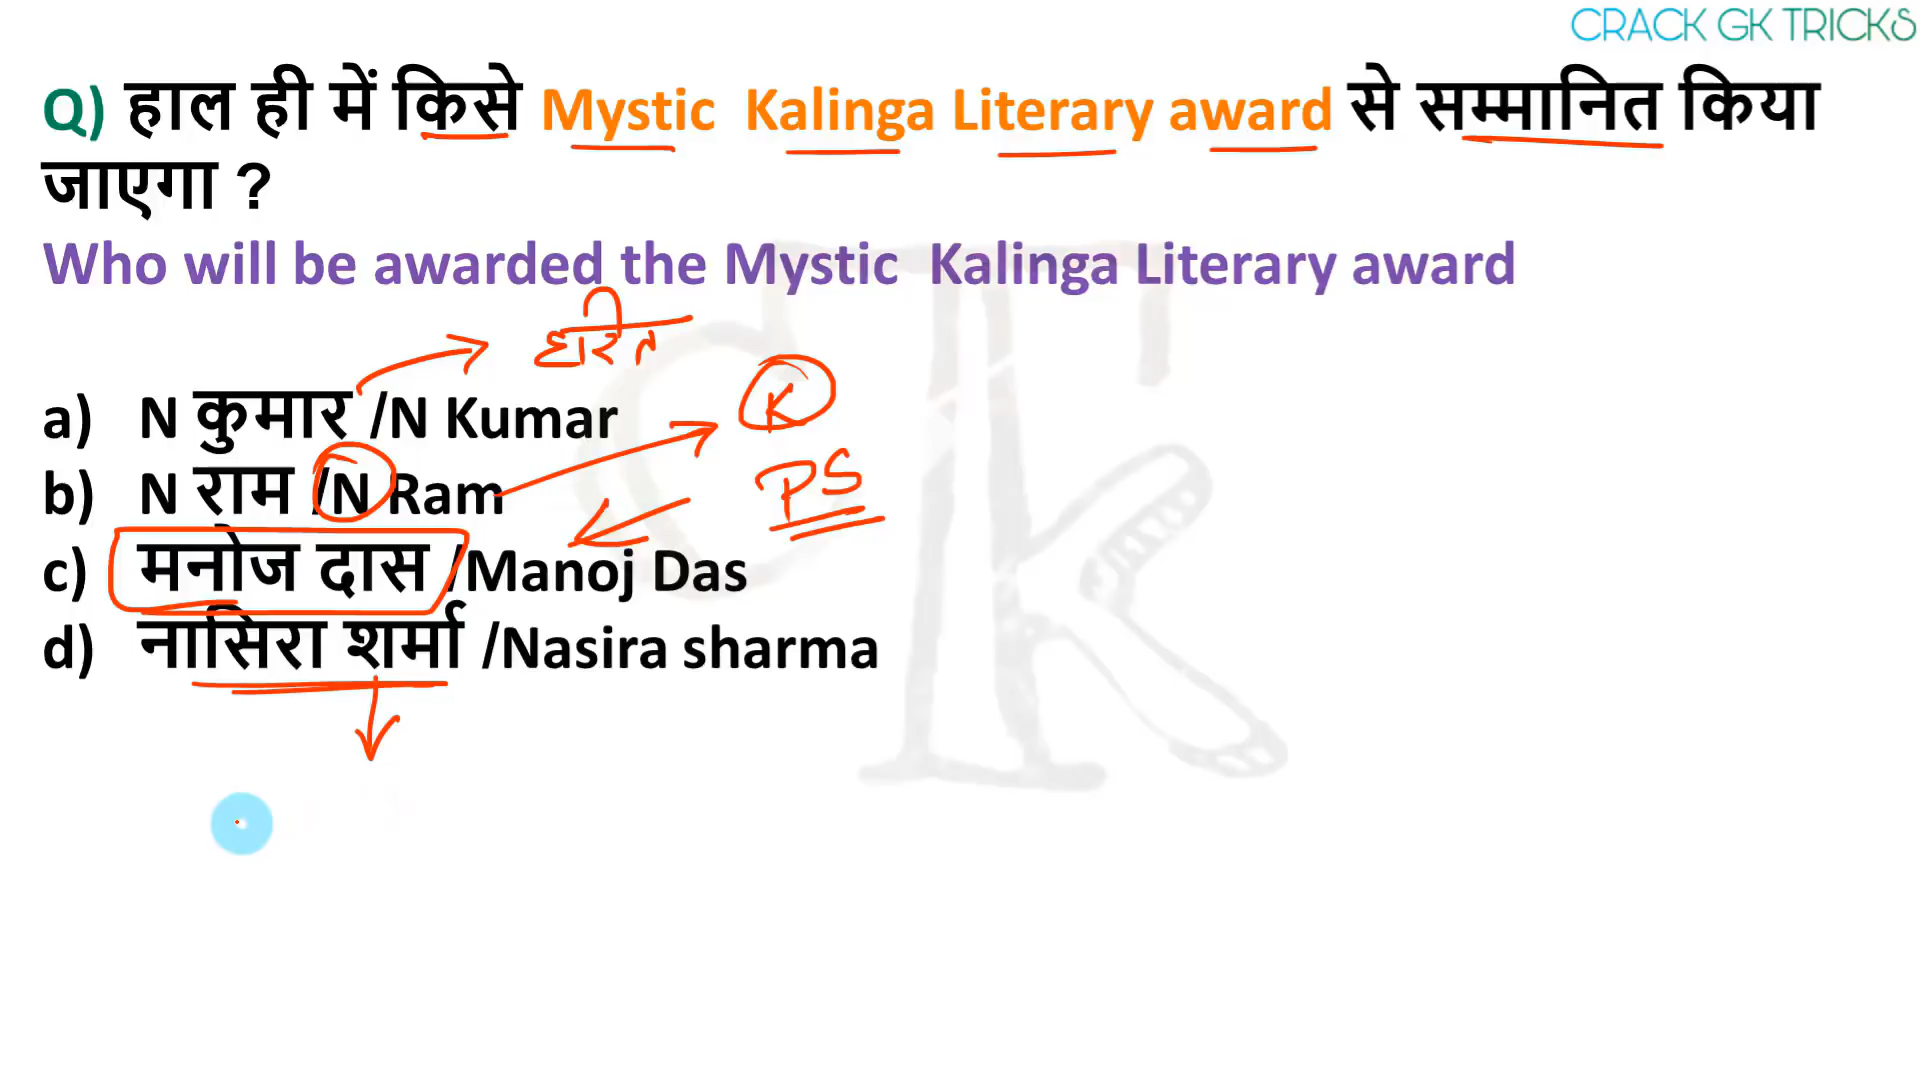 CRACK GK TRICKS
Q) हाल ही में किसे Mystic Kalinga Literary award से सम्मानित किया
जाएगा ?
Who will be awarded the Mystic Kalinga Literary award
a) N कुमार /N Kumar
K
b) N राम /N Ram
PS
c) मनोज दास /Manoj Das
d) नासिरा शर्मा /Nasira sharma